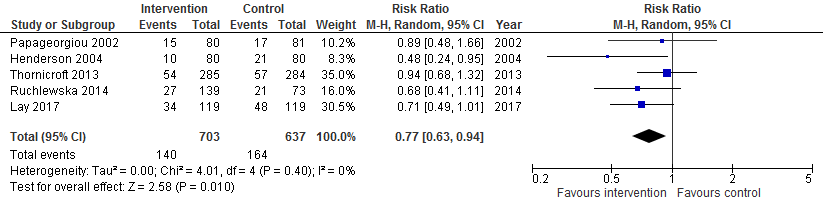 Intervention Control Risk Ratio Risk Ratio
Study or Subgroup Events Total Events Total Weight M-H, Random, 95% CI Year M-H, Random, 95% CI
Papageorgiou 2002 15 80 17 81 10.2% 0.89 [0.48, 1.66] 2002
Henderson 2004 10 80 21 80 8.3% 0.48 [0.24, 0.95] 2004
Thornicroft 2013 54 285 57 284 35.0% 0.94 [0.68, 1.32] 2013
Ruchlewska 2014 27 139 21 73 16.0% 0.68 [0.41, 1.11] 2014
Lay 2017 34 119 48 119 30.5% 0.71 [0.49, 1.01] 2017
Total (95% CI) 703 637 100.0% 0.77 [0.63, 0.94]
Total events 140 164
Heterogeneity: Tau² = 0.00; Chi² = 4.01, df = 4 (P = 0.40); I² = 0%
Test for overall effect: Z = 2.58 (P = 0.010)
0.2 0.5 1 2 5
Favours intervention Favours control